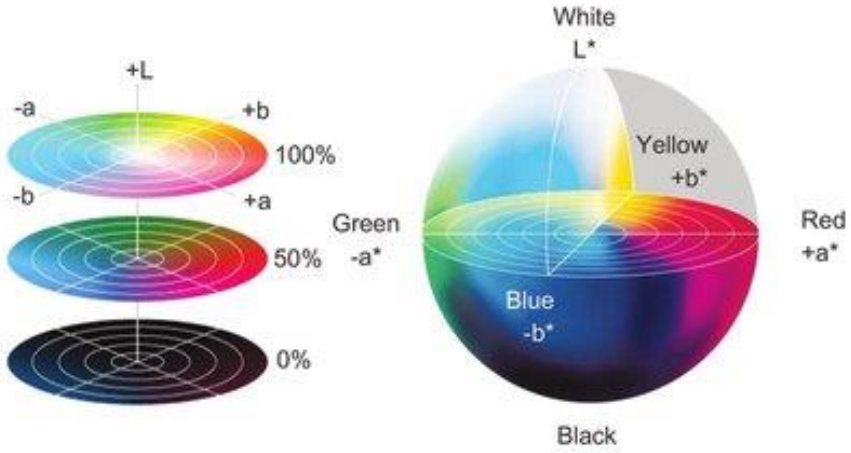 +L
-a
+b
100%
-b
+a
50%
0%
White
L*
Yellow
+b*
Green
-a*
Red
+a*
Blue
-b*
Black